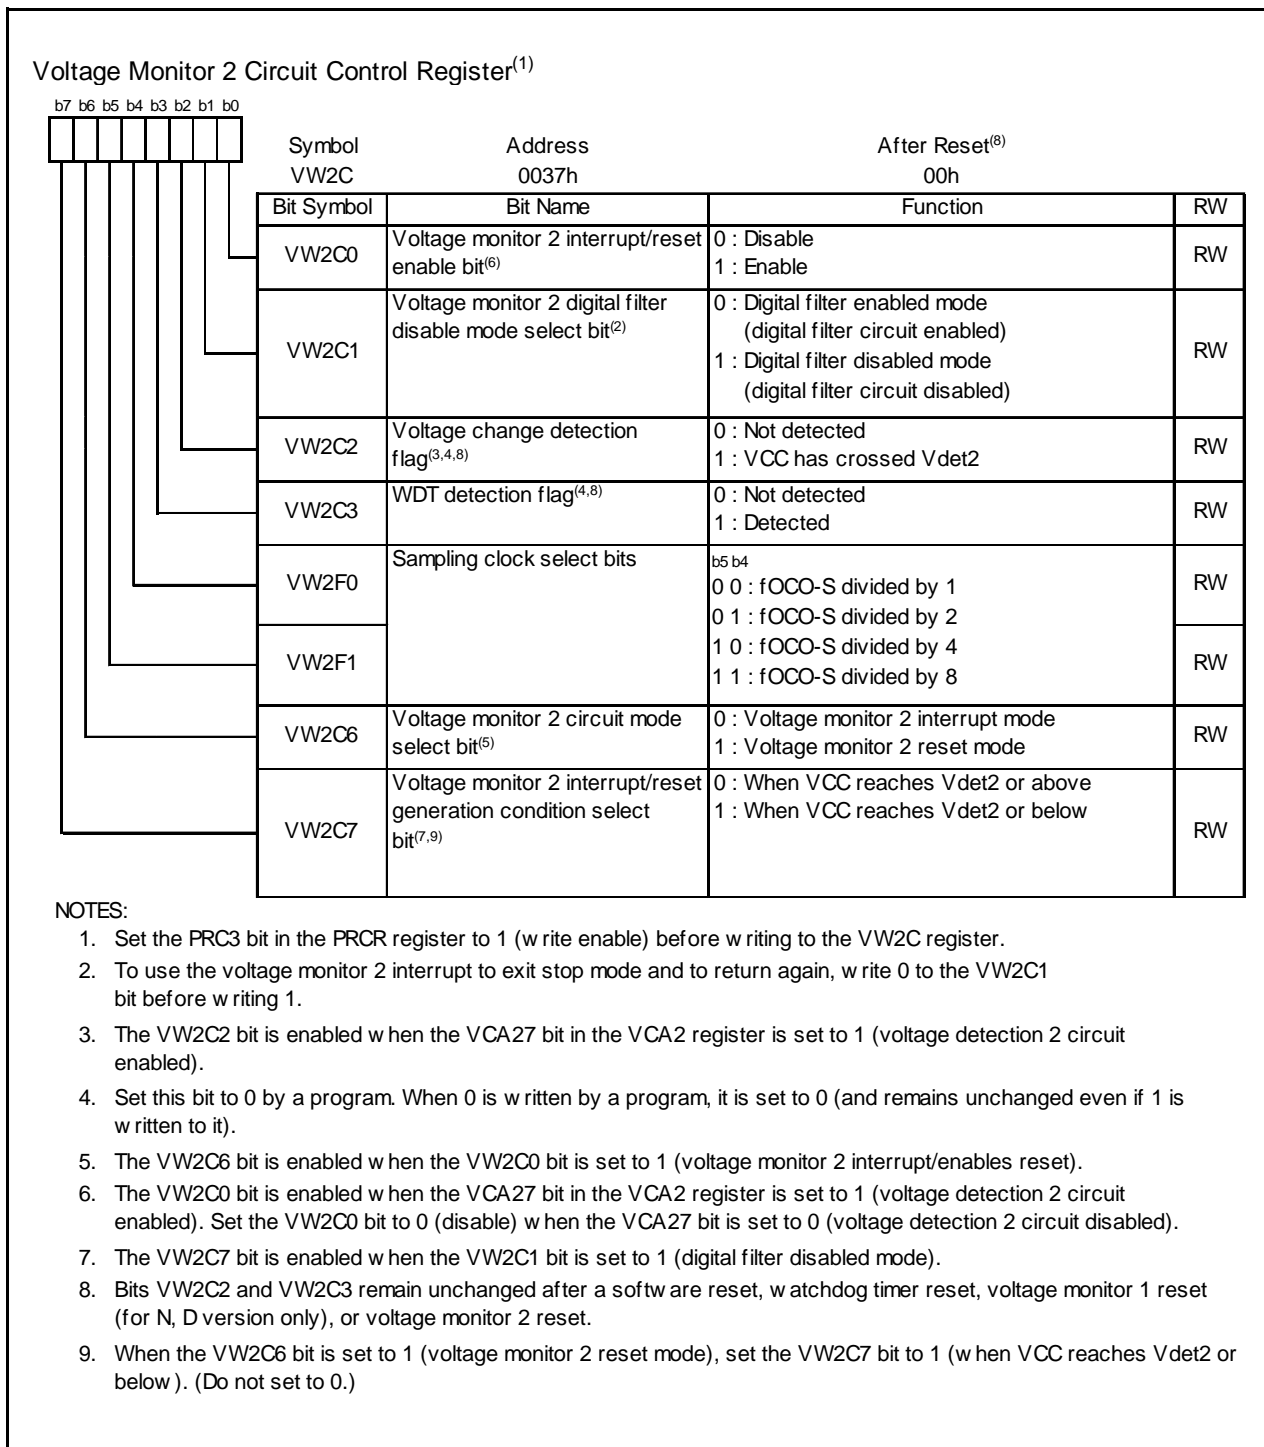 Voltage Monitor 2 Circuit Control Register(1)
b7 b6 b5 b4 b3 b2 b1 b0
Symbol Address After Reset(8)
VW2C 0037h 00h
Bit Symbol Bit Name Function RW
VW2C0 Voltage monitor 2 interrupt/reset enable bit(6) 0 : Disable RW
1 : Enable
VW2C1 Voltage monitor 2 digital filter disable mode select bit(2) 0 : Digital filter enabled mode RW
(digital filter circuit enabled)
1 : Digital filter disabled mode
(digital filter circuit disabled)
VW2C2 Voltage change detection flag(3,4,8) 0 : Not detected RW
1 : VCC has crossed Vdet2
VW2C3 WDT detection flag(4,8) 0 : Not detected RW
1 : Detected
VW2F0 Sampling clock select bits b5 b4 RW
0 0 : fOCO-S divided by 1
0 1 : fOCO-S divided by 2
VW2F1 1 0 : fOCO-S divided by 4 RW
1 1 : fOCO-S divided by 8
VW2C6 Voltage monitor 2 circuit mode select bit(5) 0 : Voltage monitor 2 interrupt mode RW
1 : Voltage monitor 2 reset mode
VW2C7 Voltage monitor 2 interrupt/reset generation condition select bit(7,9) 0 : When VCC reaches Vdet2 or above RW
1 : When VCC reaches Vdet2 or below
NOTES:
1. Set the PRC3 bit in the PRCR register to 1 (write enable) before writing to the VW2C register.
2. To use the voltage monitor 2 interrupt to exit stop mode and to return again, write 0 to the VW2C1
bit before writing 1.
3. The VW2C2 bit is enabled when the VCA27 bit in the VCA2 register is set to 1 (voltage detection 2 circuit
enabled).
4. Set this bit to 0 by a program. When 0 is written by a program, it is set to 0 (and remains unchanged even if 1 is
written to it).
5. The VW2C6 bit is enabled when the VW2C0 bit is set to 1 (voltage monitor 2 interrupt/enables reset).
6. The VW2C0 bit is enabled when the VCA27 bit in the VCA2 register is set to 1 (voltage detection 2 circuit
enabled). Set the VW2C0 bit to 0 (disable) when the VCA27 bit is set to 0 (voltage detection 2 circuit disabled).
7. The VW2C7 bit is enabled when the VW2C1 bit is set to 1 (digital filter disabled mode).
8. Bits VW2C2 and VW2C3 remain unchanged after a software reset, watchdog timer reset, voltage monitor 1 reset
(for N, D version only), or voltage monitor 2 reset.
9. When the VW2C6 bit is set to 1 (voltage monitor 2 reset mode), set the VW2C7 bit to 1 (when VCC reaches Vdet2 or
below). (Do not set to 0.)